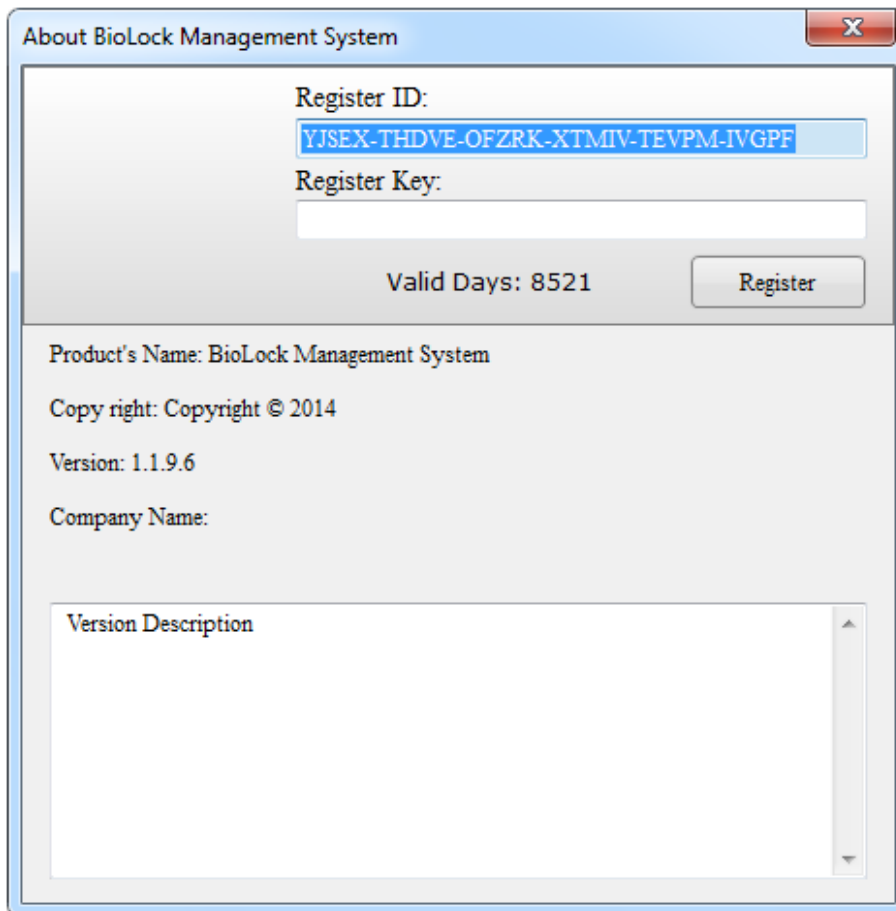 About BioLock Management System
Register ID:
YJSEX-THDVE-OFZRK-XTMIV-TEVPM-IVGPF
Register Key:
Valid Days: 8521
Register
Product's Name: BioLock Management System
Copy right: Copyright © 2014
Version: 1.1.9.6
Company Name:
Version Description